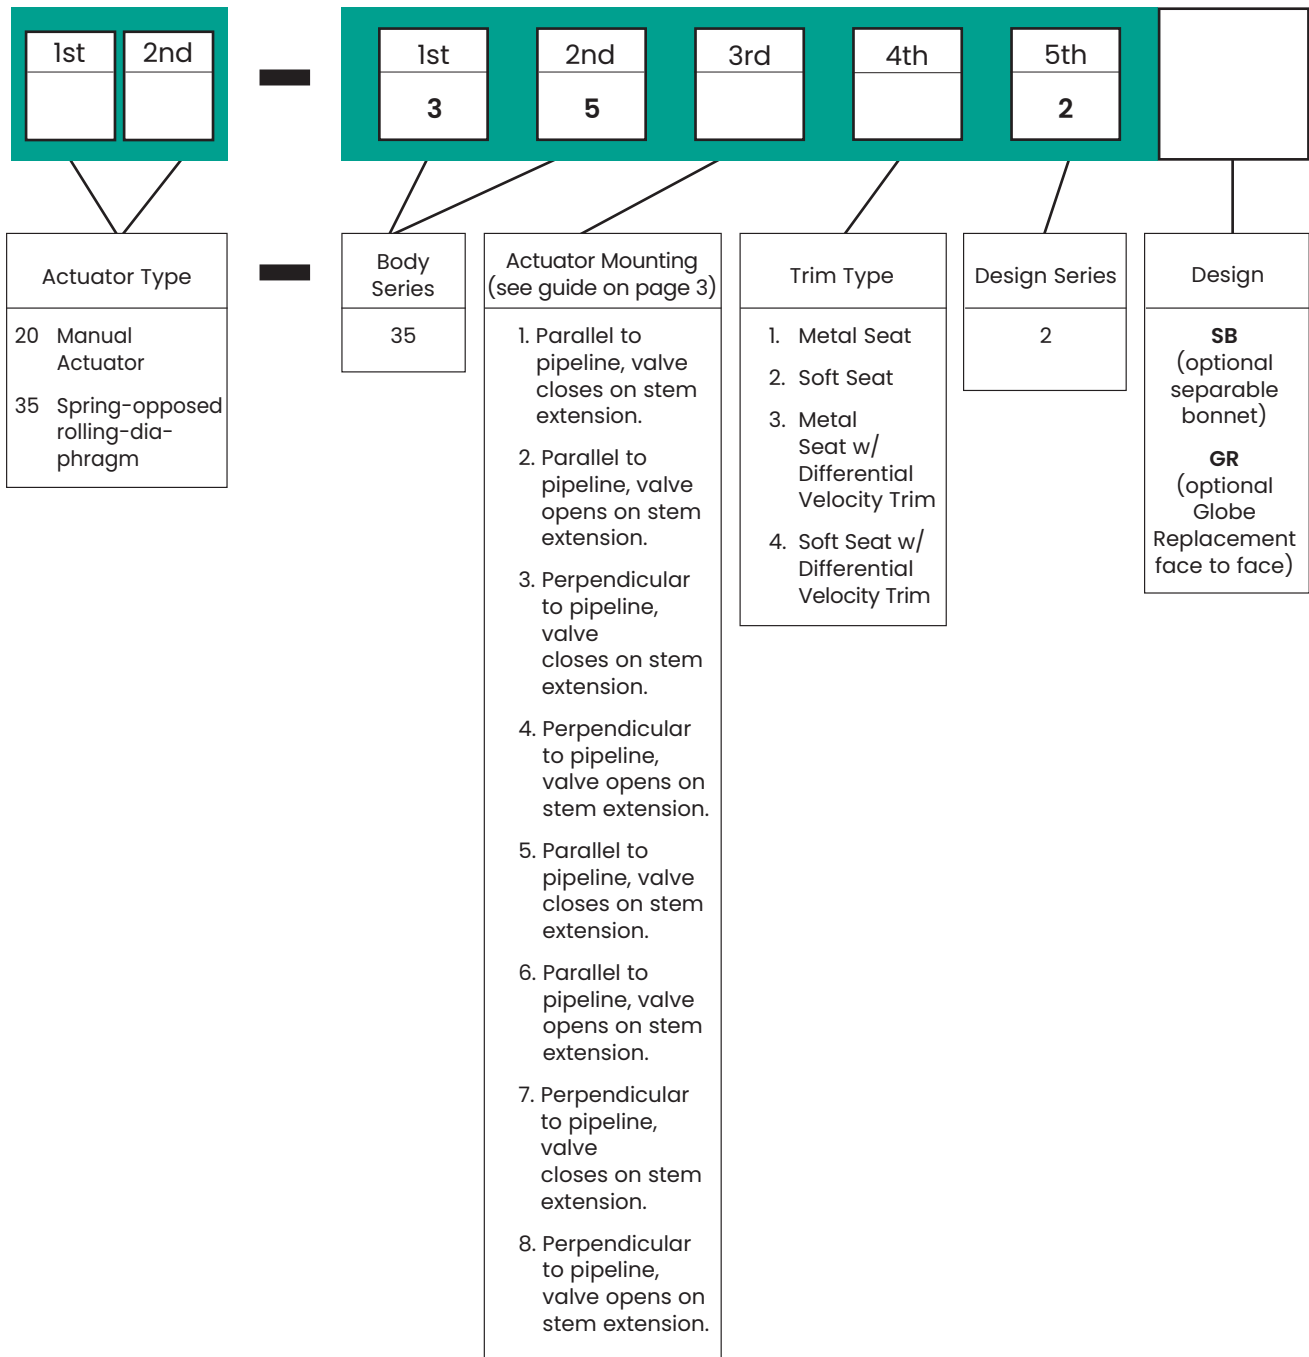 1st 2nd 1st 2nd 3rd 4th 5th
3 5 2
Actuator Type
20 Manual
Actuator
35 Spring-opposed
rolling-dia-
phragm
Body
Series
35
Actuator Mounting
(see guide on page 3)
1. Parallel to
pipeline, valve
closes on stem
extension.
2. Parallel to
pipeline, valve
opens on stem
extension.
3. Perpendicular
to pipeline,
valve
closes on stem
extension.
4. Perpendicular
to pipeline,
valve opens on
stem extension.
5. Parallel to
pipeline, valve
closes on stem
extension.
6. Parallel to
pipeline, valve
opens on stem
extension.
7. Perpendicular
to pipeline,
valve
closes on stem
extension.
8. Perpendicular
to pipeline,
valve opens on
stem extension.
Trim Type
1. Metal Seat
2. Soft Seat
3. Metal
Seat w/
Differential
Velocity Trim
4. Soft Seat w/
Differential
Velocity Trim
Design Series
2
Design
SB
(optional
separable
bonnet)
GR
(optional
Globe
Replacement
face to face)